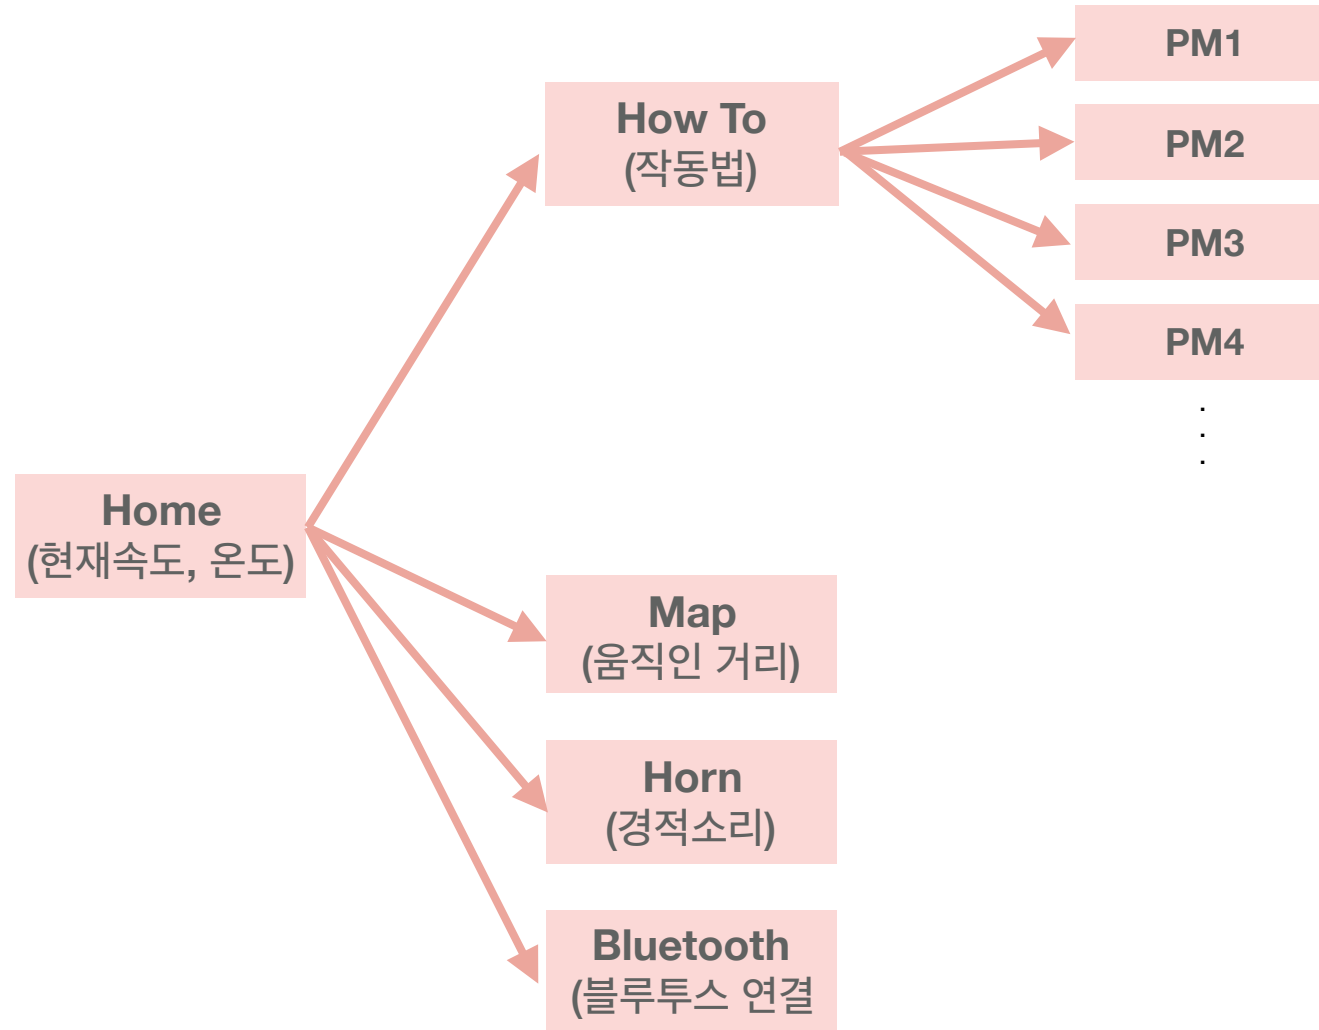 Home
(현재속도, 온도)
How To
(작동법)
PM1
PM2
PM3
PM4
.
.
.
Map
(움직인 거리)
Horn
(경적소리)
Bluetooth
(블루투스 연결